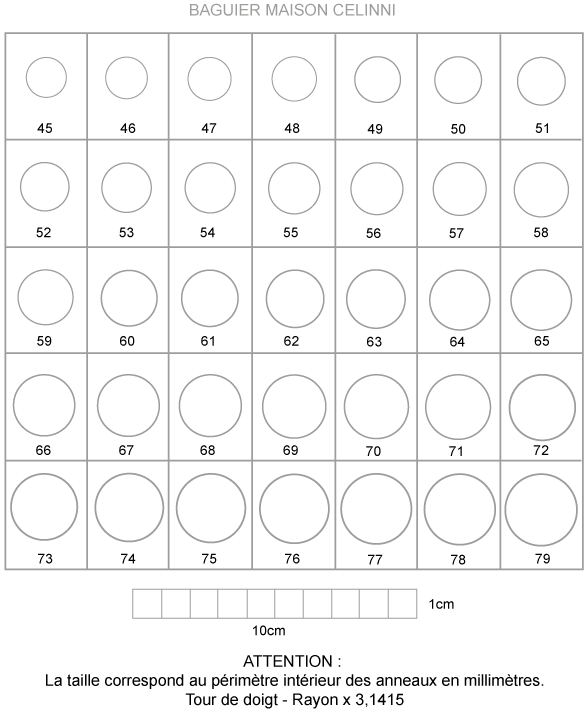 BAGUIER MAISON CELINNI
45 46 47 48 49 50 51
52 53 54 55 56 57 58
59 60 61 62 63 64 65
66 67 68 69 70 71 72
73 74 75 76 77 78 79
1cm
10cm
ATTENTION :
La taille correspond au périmètre intérieur des anneaux en millimètres.
Tour de doigt - Rayon x 3,1415